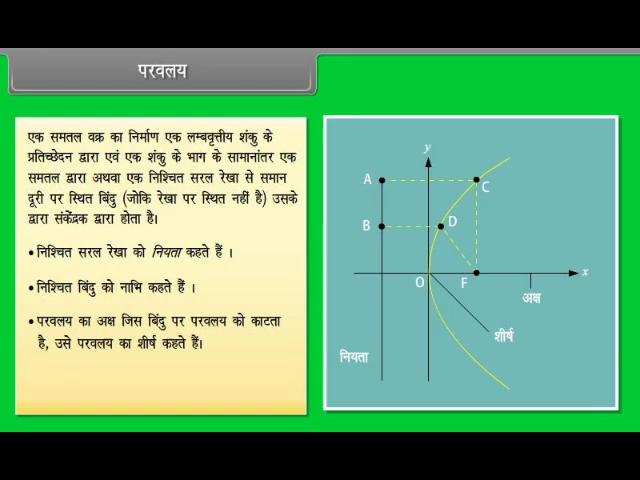 परवलय
एक समतल वक्र का निर्माण एक लम्बवृत्तीय शंकु के
प्रतिच्छेदन द्वारा एवं एक शंकु के भाग के सामानांतर एक
समतल द्वारा अथवा एक निश्चित सरल रेखा से समान
दूरी पर स्थित बिंदु (जोकि रेखा पर स्थित नहीं है) उसके
द्वारा संकेंद्रक द्वारा होता है।
•निश्चित सरल रेखा को नियता कहते हैं ।
•निश्चित बिंदु को नाभि कहते हैं ।
•परवलय का अक्ष जिस बिंदु पर परवलय को काटता
है, उसे परवलय का शीर्ष कहते हैं।
y
A
C
B
D
O
F
x
अक्ष
शीर्ष
नियता